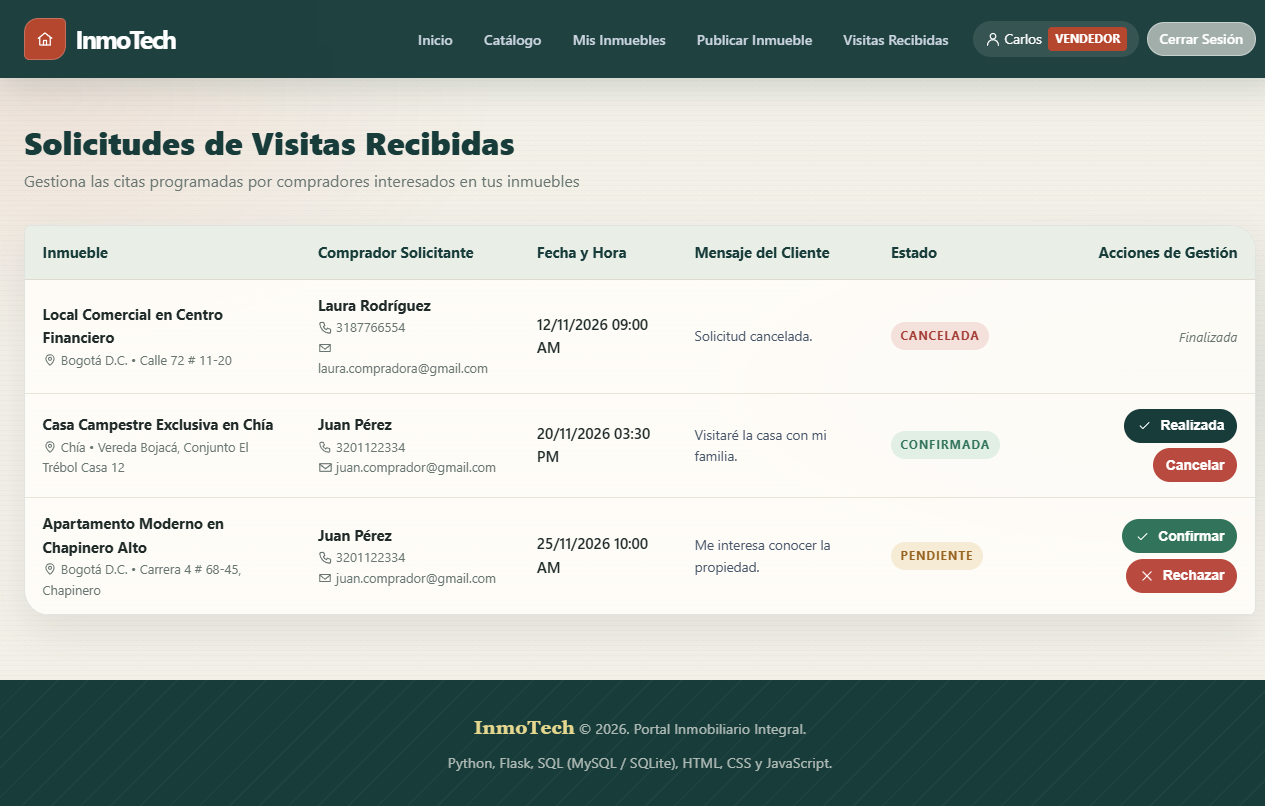 InmoTech
Inicio
Catálogo
Mis Inmuebles
Publicar Inmueble
Visitas Recibidas
Carlos VENDEDOR
Cerrar Sesión
Solicitudes de Visitas Recibidas
Gestiona las citas programadas por compradores interesados en tus inmuebles
Inmueble
Comprador Solicitante
Fecha y Hora
Mensaje del Cliente
Estado
Acciones de Gestión
Local Comercial en Centro
Financiero
Bogotá D.C. • Calle 72 # 11-20
Laura Rodríguez
3187766554
laura.compradora@gmail.com
12/11/2026 09:00
AM
Solicitud cancelada.
CANCELADA
Finalizada
Casa Campestre Exclusiva en Chía
Chía • Vereda Bojacá, Conjunto El
Trébol Casa 12
Juan Pérez
3201122334
juan.comprador@gmail.com
20/11/2026 03:30
PM
Visitaré la casa con mi
familia.
CONFIRMADA
Realizada
Cancelar
Apartamento Moderno en
Chapinero Alto
Bogotá D.C. • Carrera 4 # 68-45,
Chapinero
Juan Pérez
3201122334
juan.comprador@gmail.com
25/11/2026 10:00
AM
Me interesa conocer la
propiedad.
PENDIENTE
Confirmar
Rechazar
InmoTech © 2026. Portal Inmobiliario Integral.
Python, Flask, SQL (MySQL / SQLite), HTML, CSS y JavaScript.